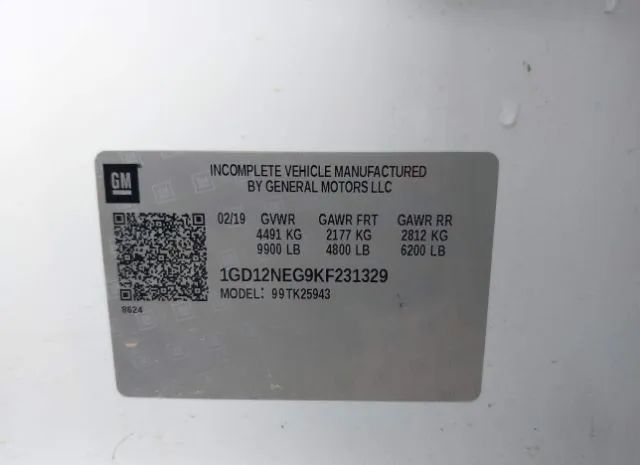 GM
INCOMPLETE VEHICLE MANUFACTURED
BY GENERAL MOTORS LLC
02/19 GVWR GAWR FRT GAWR RR
4491 KG 2177 KG 2812 KG
9900 LB 4800 LB 6200 LB
1GD12NEG9KF231329
MODEL: 99TK25943
8624